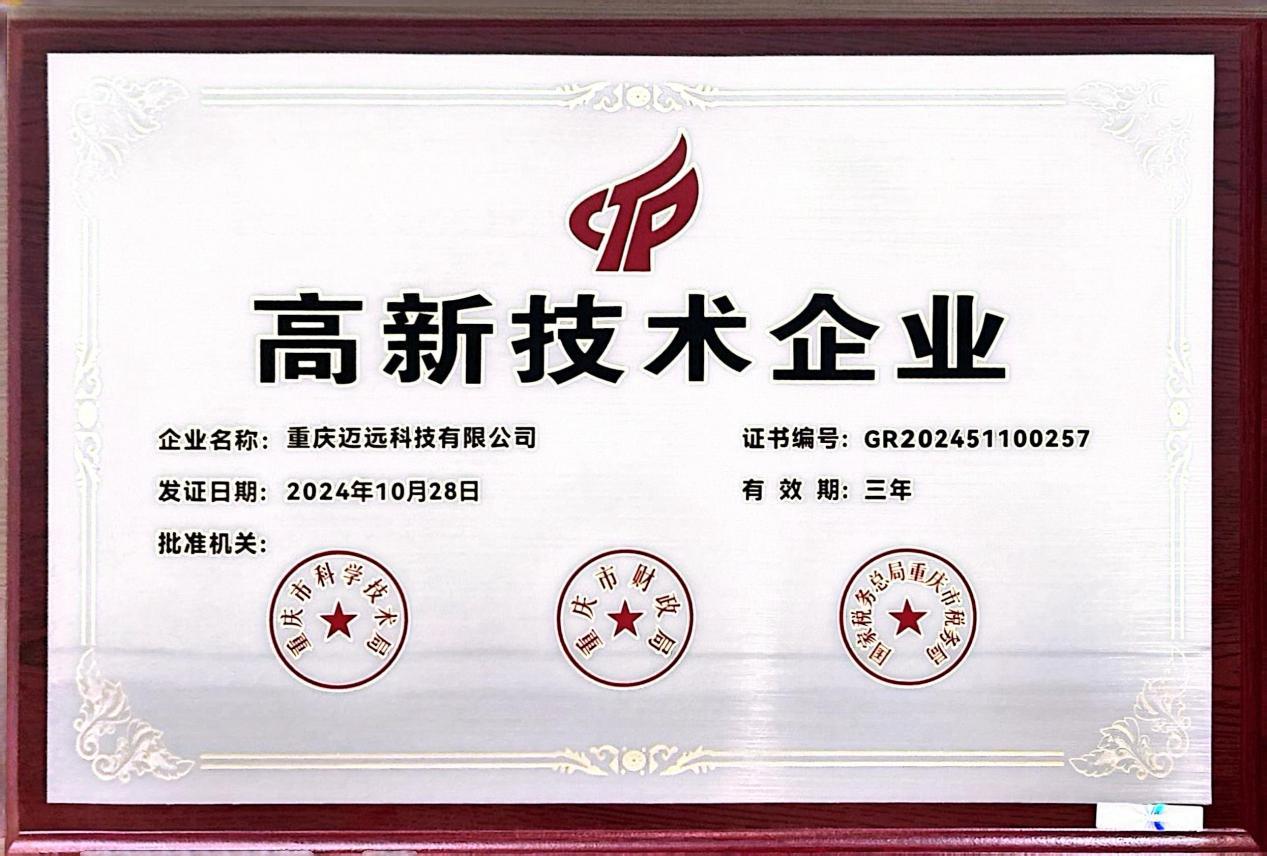 高新技术企业
企业名称：重庆迈远科技有限公司
证书编号：GR202451100257
发证日期：2024年10月28日
有 效 期：三年
批准机关：
重庆市科学技术局
重庆市财政局
国家税务总局重庆市税务局